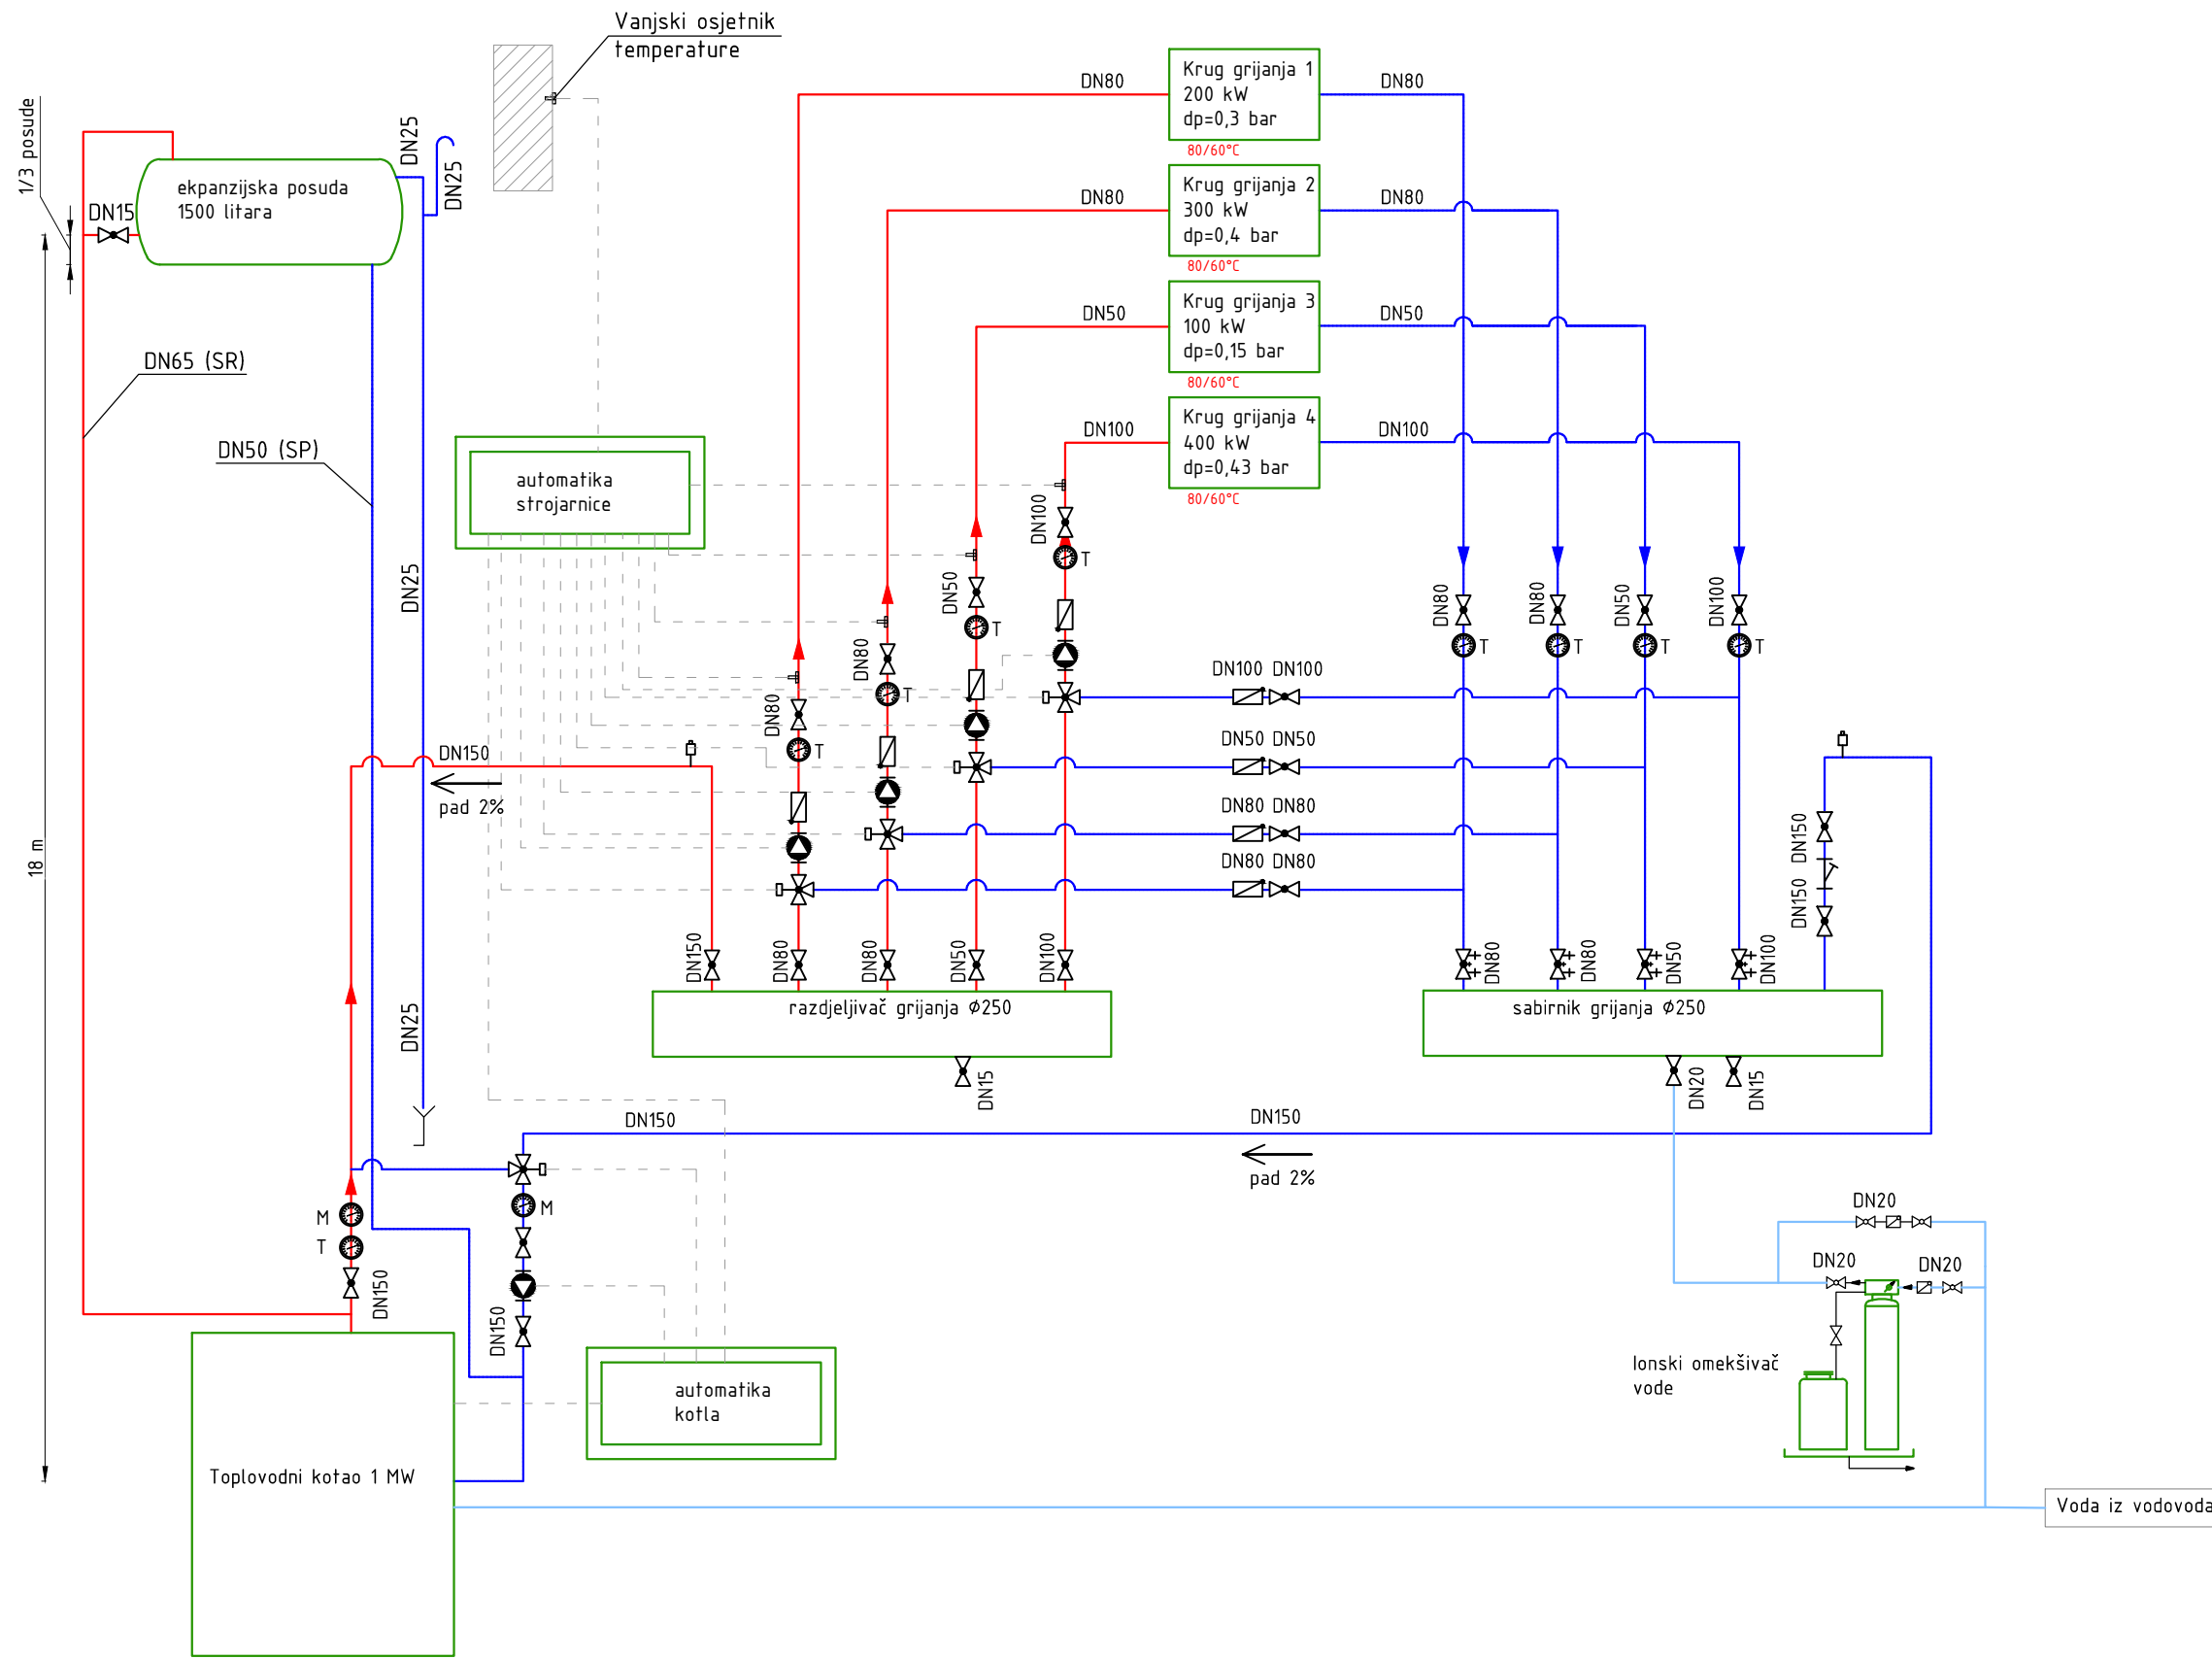 Vanjski osjetnik
temperature
1/3 posude
DN25
DN25
ekpanzijska posuda
1500 litara
DN15
DN65 (SR)
DN50 (SP)
DN25
DN25
18 m
DN80
Krug grijanja 1
200 kW
dp=0,3 bar
80/60°C
DN80
DN80
Krug grijanja 2
300 kW
dp=0,4 bar
80/60°C
DN80
DN50
Krug grijanja 3
100 kW
dp=0,15 bar
80/60°C
DN50
DN100
Krug grijanja 4
400 kW
dp=0,43 bar
80/60°C
DN100
automatika
strojarnice
DN100
T
DN50
T
DN80
T
DN80
T
DN80
DN80
DN50
DN100
T
T
T
T
DN100 DN100
DN50 DN50
DN80 DN80
DN80 DN80
DN150
pad 2%
DN150
DN150
DN150
DN80
DN80
DN50
DN100
DN80
DN80
DN50
DN100
razdjeljivač grijanja Ø250
DN15
sabirnik grijanja Ø250
DN20
DN15
DN150
DN150
pad 2%
M
T
DN150
M
DN150
DN20
DN20
DN20
automatika
kotla
Ionski omekšivač
vode
Toplovodni kotao 1 MW
Voda iz vodovoda